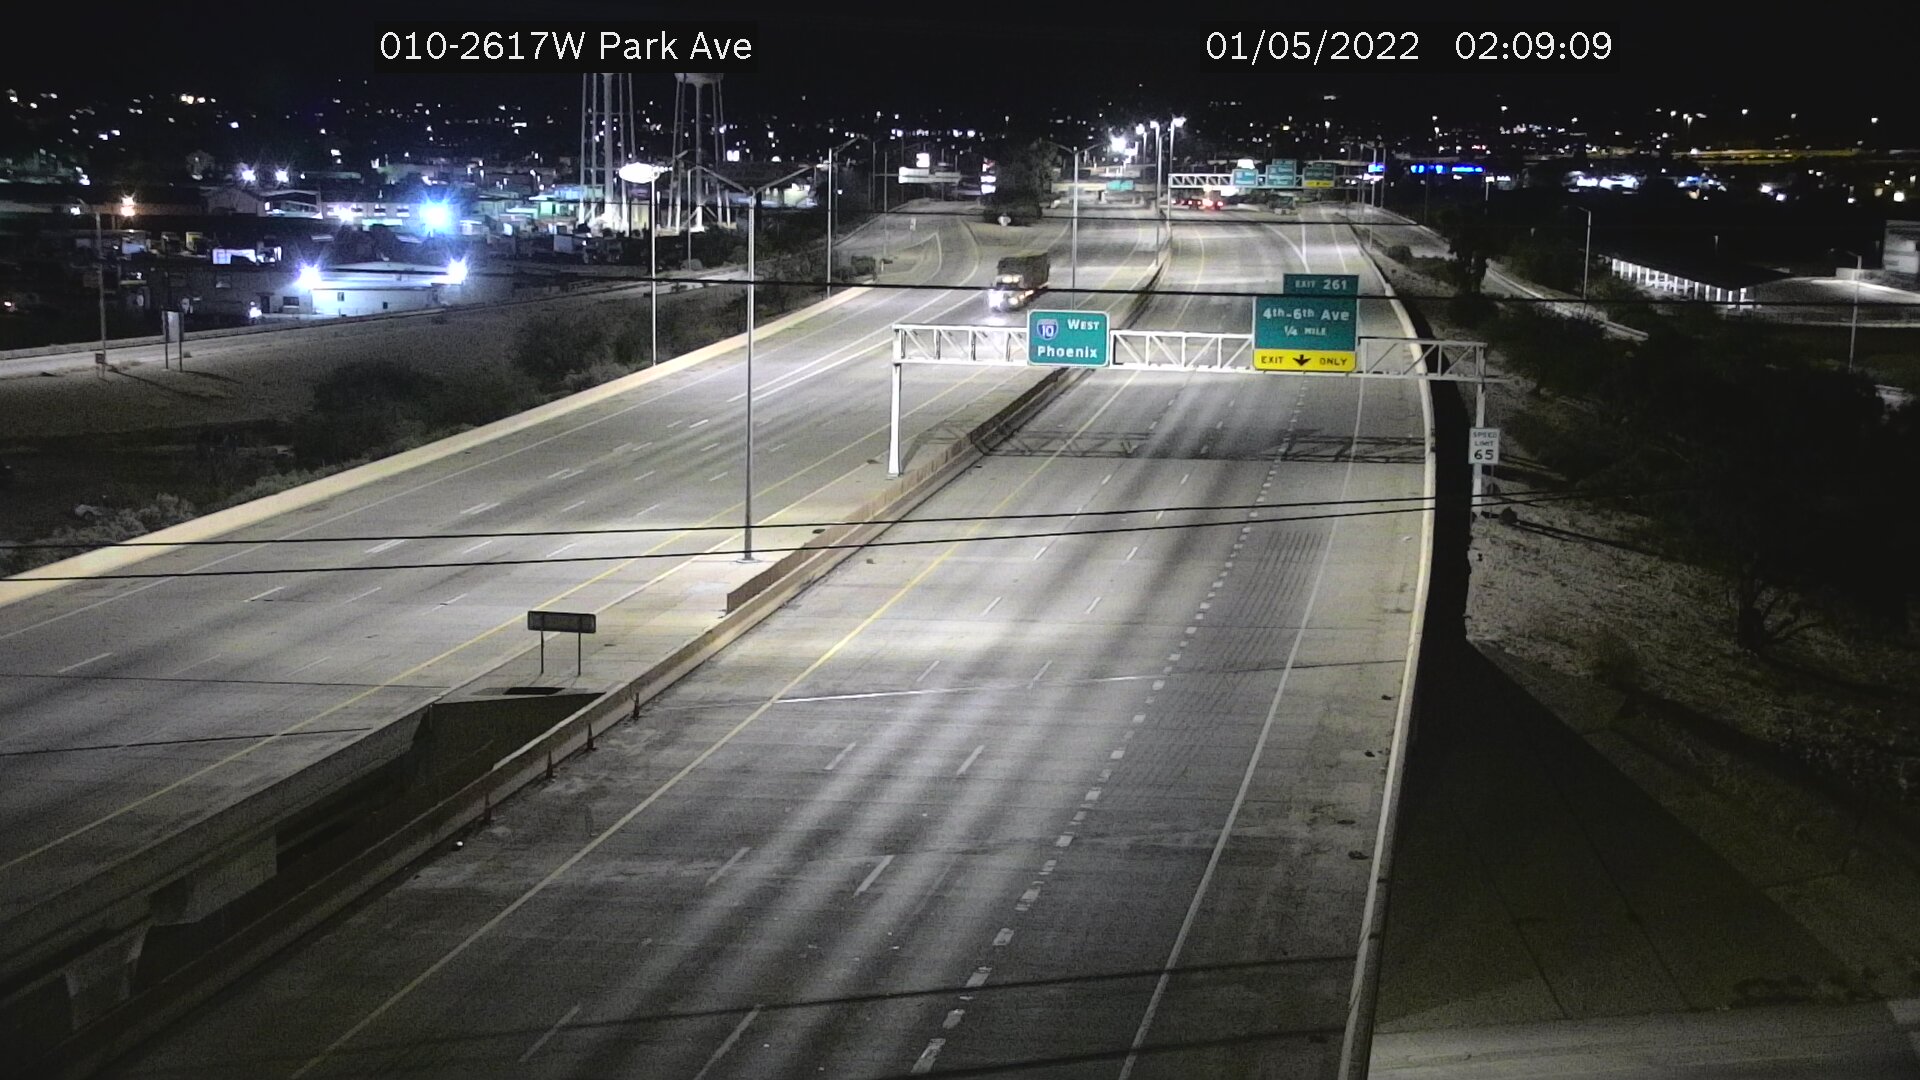 010-2617W Park Ave
01/05/2022 02:09:09
EXIT 261
4th-6th Ave
1/4 MILE
EXIT ONLY
10 WEST
Phoenix
SPEED
LIMIT
65